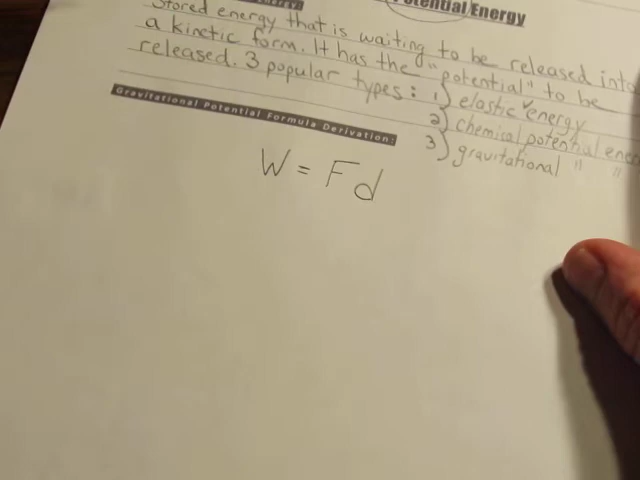 Potential Energy
Stored energy that is waiting to be released into
a kinetic form. It has the "potential" to be
released. 3 popular types: 1) elastic energy
2) chemical potential
3) gravitational " "
Gravitational Potential Formula Derivation:
W = Fd